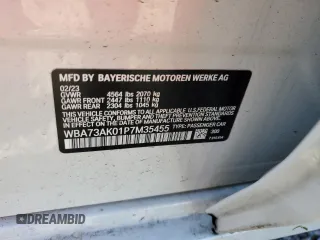 MFD BY BAYERISCHE MOTOREN WERKE AG
02/23
GVWR 4564 lbs 2070 kg
GAWR FRONT 2447 lbs 1110 kg
GAWR REAR 2304 lbs 1045 kg
THIS VEHICLE CONFORMS TO ALL APPLICABLE U.S. FEDERAL MOTOR
VEHICLE SAFETY, BUMPER, AND THEFT PREVENTION STANDARDS
IN EFFECT ON THE DATE OF MANUFACTURE SHOWN ABOVE.
WBA73AK01P7M35455 TYPE: PASSENGER CAR
300
© DREAMBID